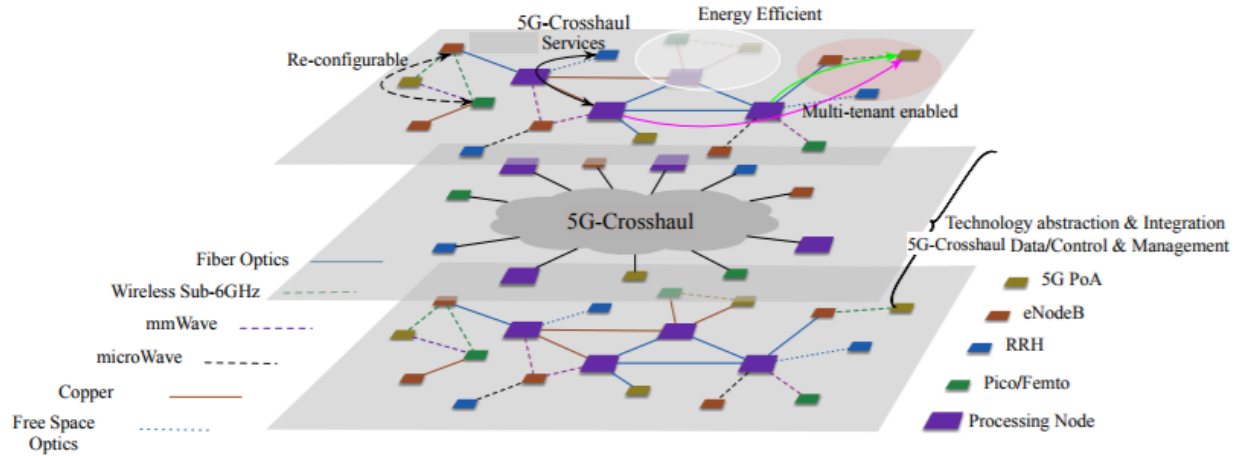 Energy Efficient
5G-Crosshaul
Services
Re-configurable
Multi-tenant enabled
5G-Crosshaul
Technology abstraction & Integration
5G-Crosshaul Data/Control & Management
Fiber Optics
Wireless Sub-6GHz
mmWave
microWave
Copper
Free Space
Optics
5G PoA
eNodeB
RRH
Pico/Femto
Processing Node